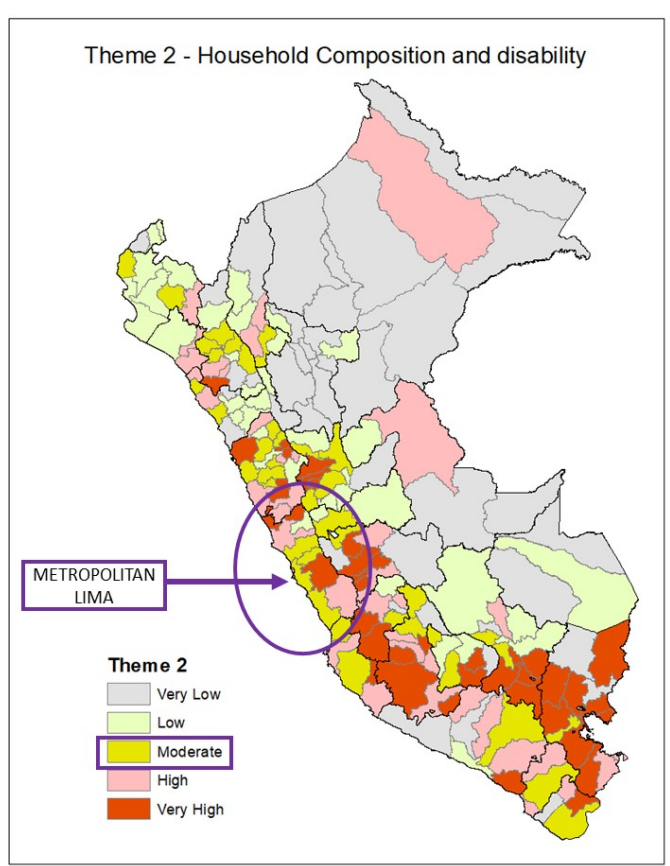 Theme 2 - Household Composition and disability
METROPOLITAN
LIMA
Theme 2
Very Low
Low
Moderate
High
Very High